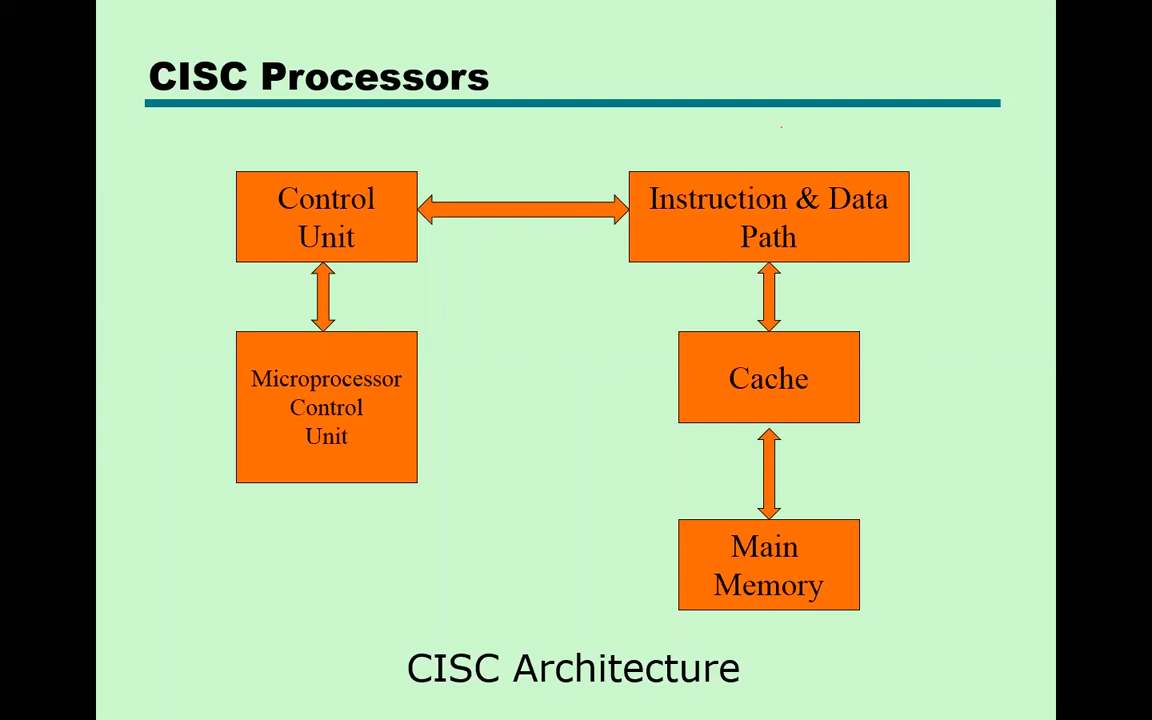 CISC Processors
Control
Unit
Instruction & Data
Path
Microprocessor
Control
Unit
Cache
Main
Memory
CISC Architecture